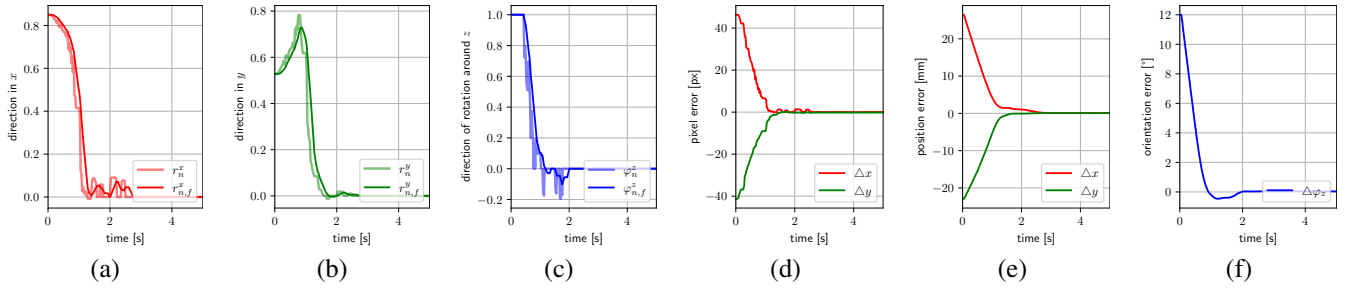 0.8
0.6
0.4
0.2
0.0
direction in x
0 2 4
time [s]
r_n^x
r_{n,f}^x
(a)
0.8
0.6
0.4
0.2
0.0
direction in y
0 2 4
time [s]
r_n^y
r_{n,f}^y
(b)
1.0
0.8
0.6
0.4
0.2
0.0
−0.2
direction of rotation around z
0 2 4
time [s]
φ_n^z
φ_{n,f}^z
(c)
40
20
0
−20
−40
pixel error [px]
0 2 4
time [s]
△x
△y
(d)
20
10
0
−10
−20
position error [mm]
0 2 4
time [s]
△x
△y
(e)
12
10
8
6
4
2
0
orientation error [°]
0 2 4
time [s]
△φ_z
(f)